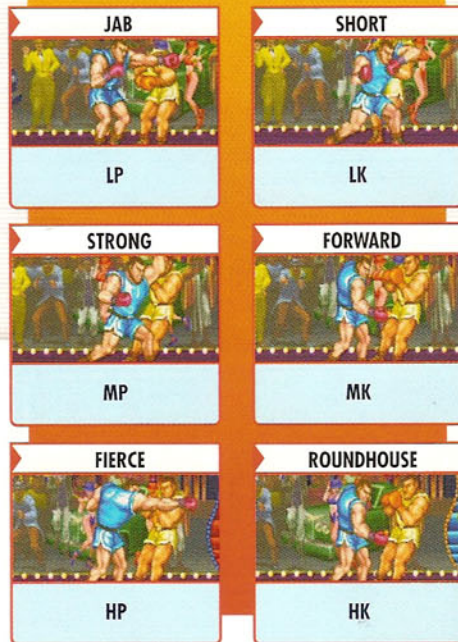 JAB
SHORT
LP
LK
STRONG
FORWARD
MP
MK
FIERCE
ROUNDHOUSE
HP
HK